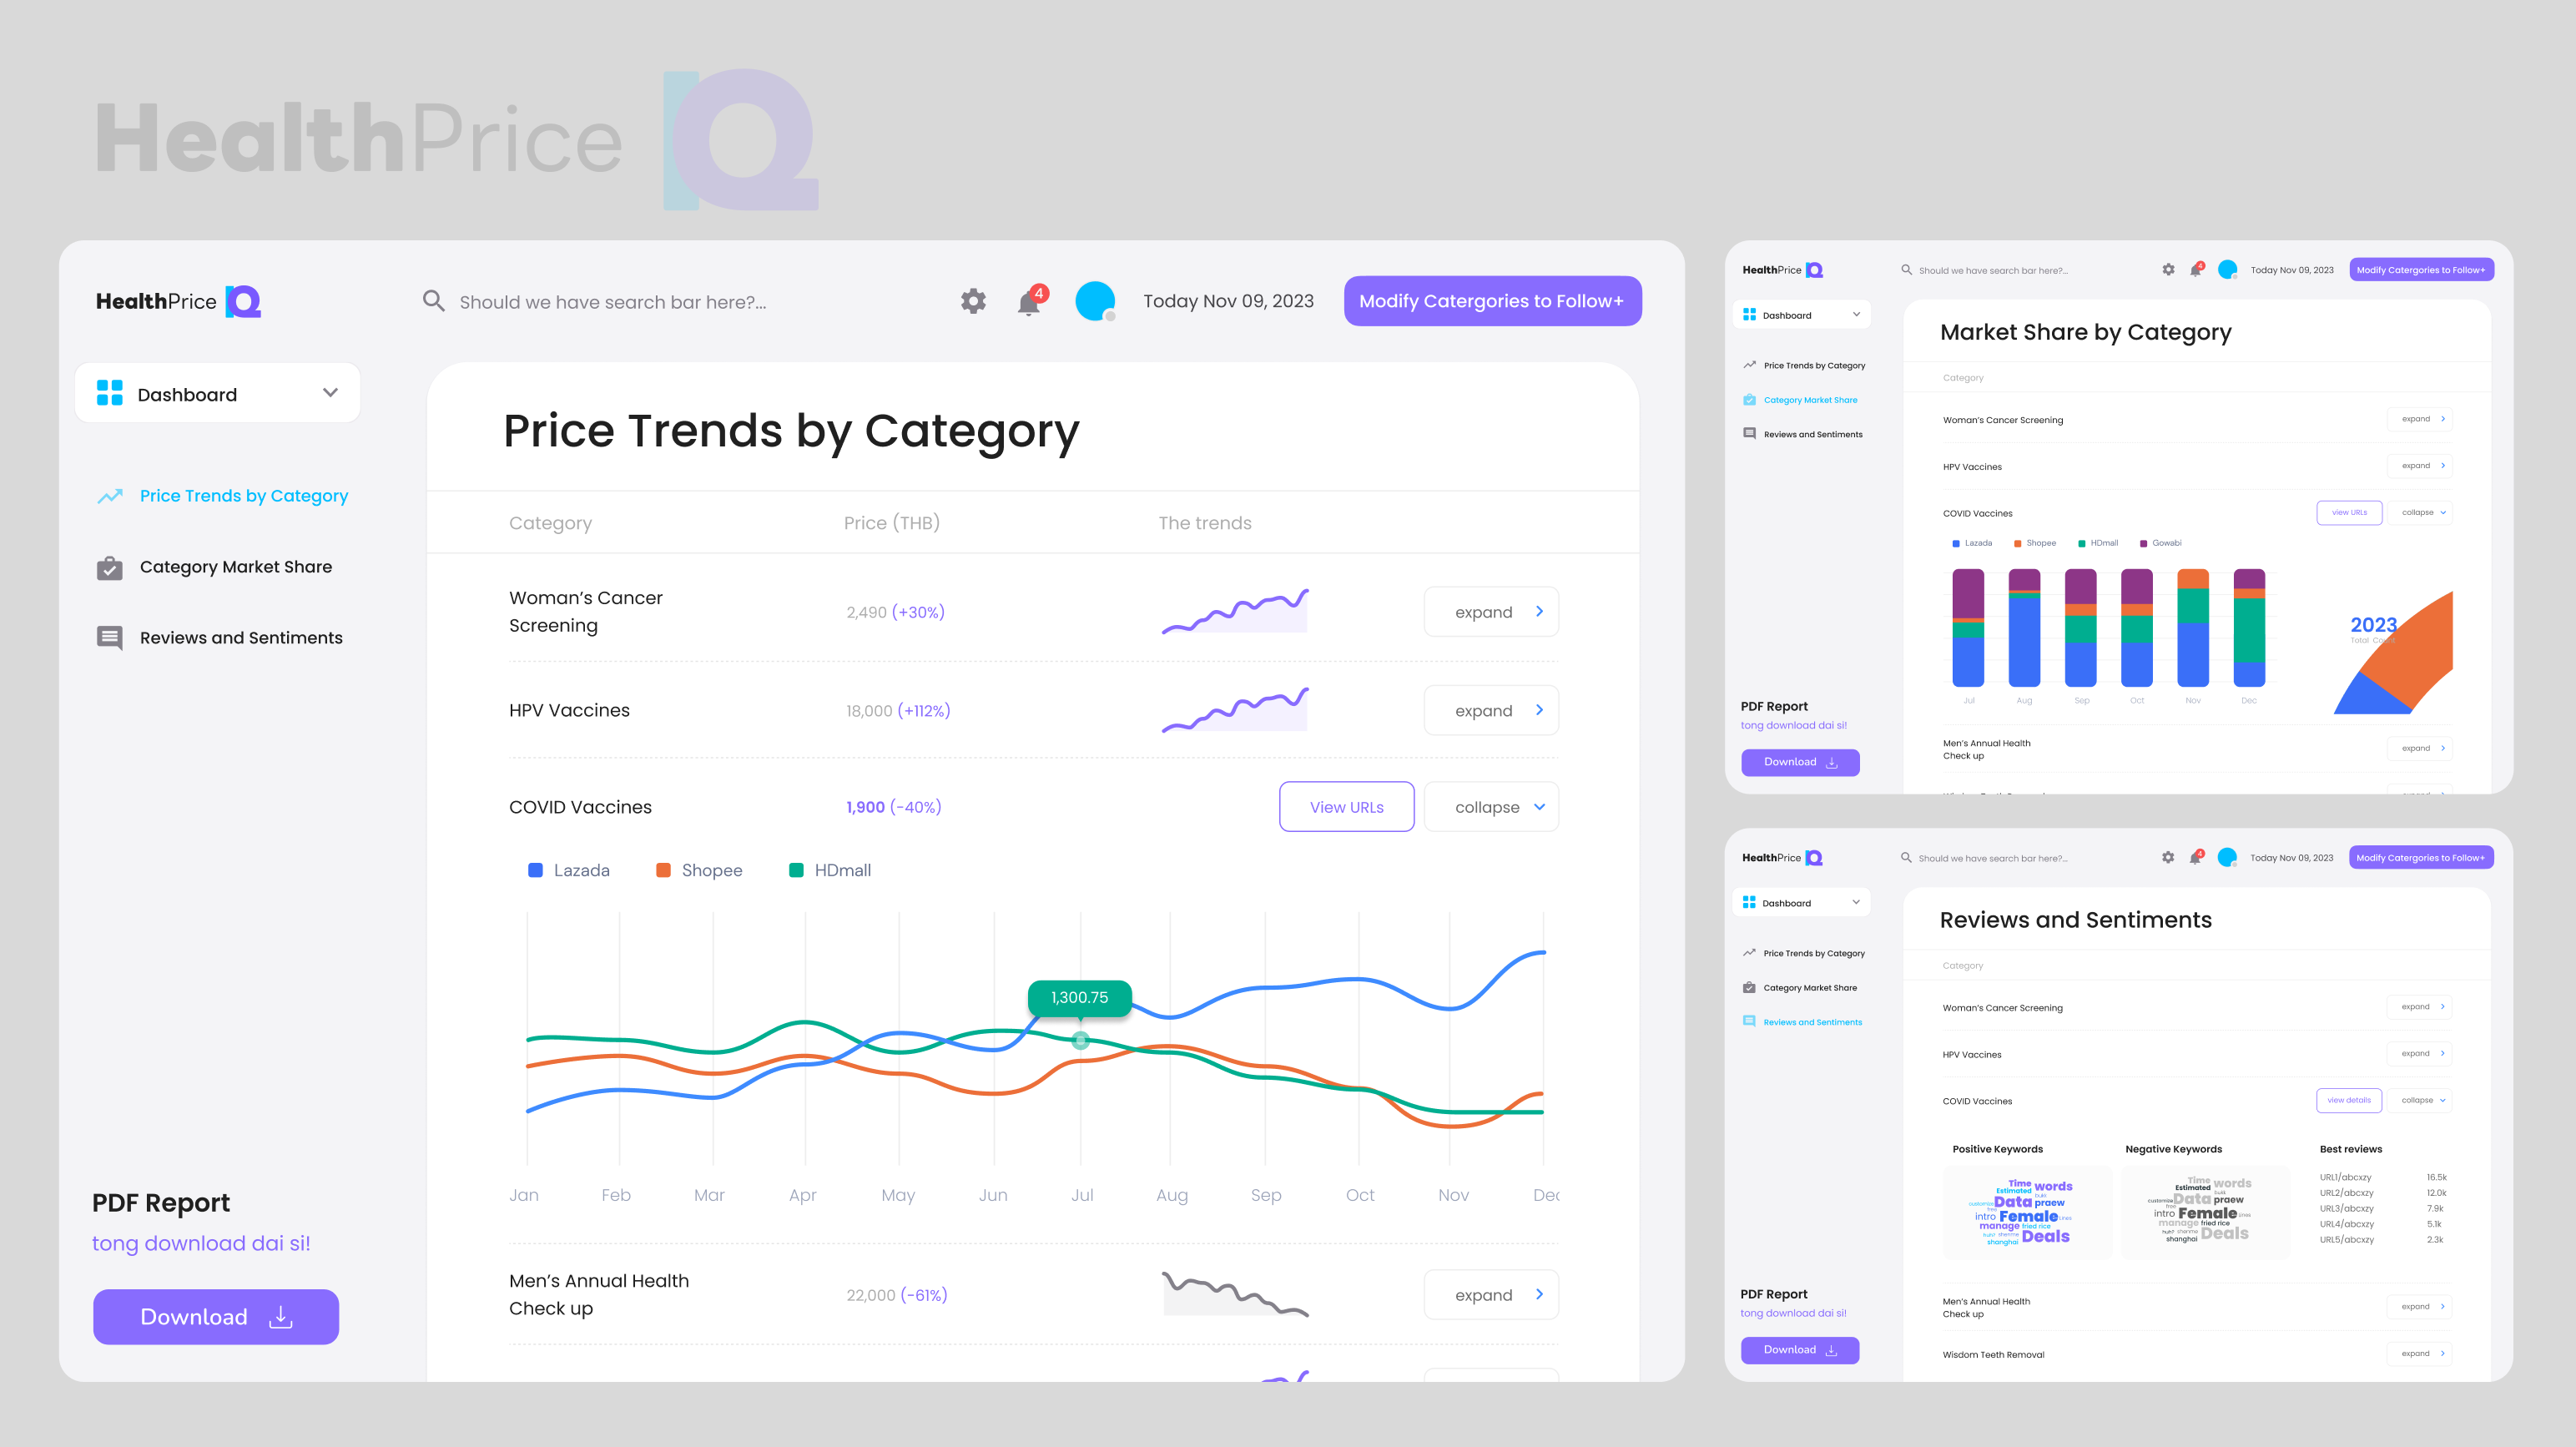 HealthPrice IQ
HealthPrice IQ
Should we have search bar here?...
4
Today Nov 09, 2023
Modify Catergories to Follow+
Dashboard
Price Trends by Category
Category Market Share
Reviews and Sentiments
PDF Report
tong download dai si!
Download
Price Trends by Category
Category
Price (THB)
The trends
Woman's Cancer
Screening
2,490 (+30%)
expand
HPV Vaccines
18,000 (+112%)
expand
COVID Vaccines
1,900 (-40%)
View URLs
collapse
Lazada
Shopee
HDmall
1,300.75
Jan
Feb
Mar
Apr
May
Jun
Jul
Aug
Sep
Oct
Nov
Dec
Men's Annual Health
Check up
22,000 (-61%)
expand
HealthPrice IQ
Should we have search bar here?...
4
Today Nov 09, 2023
Modify Catergories to Follow+
Dashboard
Price Trends by Category
Category Market Share
Reviews and Sentiments
PDF Report
tong download dai si!
Download
Market Share by Category
Category
Woman's Cancer Screening
expand
HPV Vaccines
expand
COVID Vaccines
view URLs
collapse
Lazada
Shopee
HDmall
Gowabi
Jul
Aug
Sep
Oct
Nov
Dec
2023
Total
Men's Annual Health
Check up
expand
HealthPrice IQ
Should we have search bar here?...
4
Today Nov 09, 2023
Modify Catergories to Follow+
Dashboard
Price Trends by Category
Category Market Share
Reviews and Sentiments
PDF Report
tong download dai si!
Download
Reviews and Sentiments
Category
Woman's Cancer Screening
expand
HPV Vaccines
expand
COVID Vaccines
view details
collapse
Positive Keywords
Time words
Estimated
Data praew
intro Female
manage fried rice
Deals
shanghai
Negative Keywords
Time words
Estimated
Data praew
intro Female
manage fried rice
Deals
shanghai
Best reviews
URL1/abcxzy 16.5k
URL2/abcxzy 12.0k
URL3/abcxzy 7.9k
URL4/abcxzy 5.1k
URL5/abcxzy 2.3k
Men's Annual Health
Check up
expand
Wisdom Teeth Removal
expand